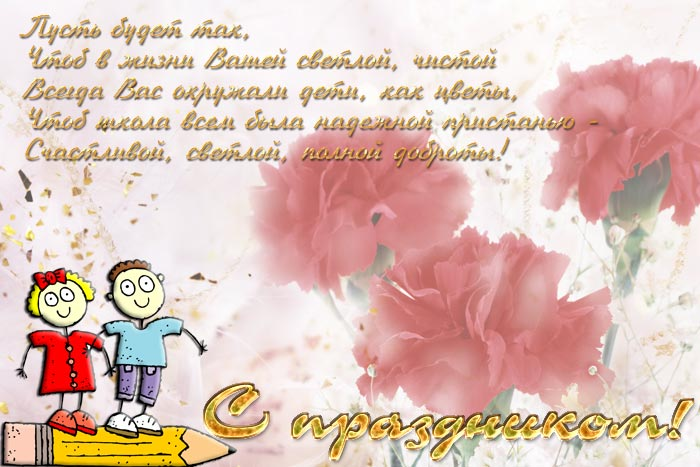 Пусть будет так,
Чтоб в жизни Вашей светлой, чистой
Всегда Вас окружали дети, как цветы,
Чтоб школа всем была надежной пристанью -
Счастливой, светлой, полной доброты!
С праздником!